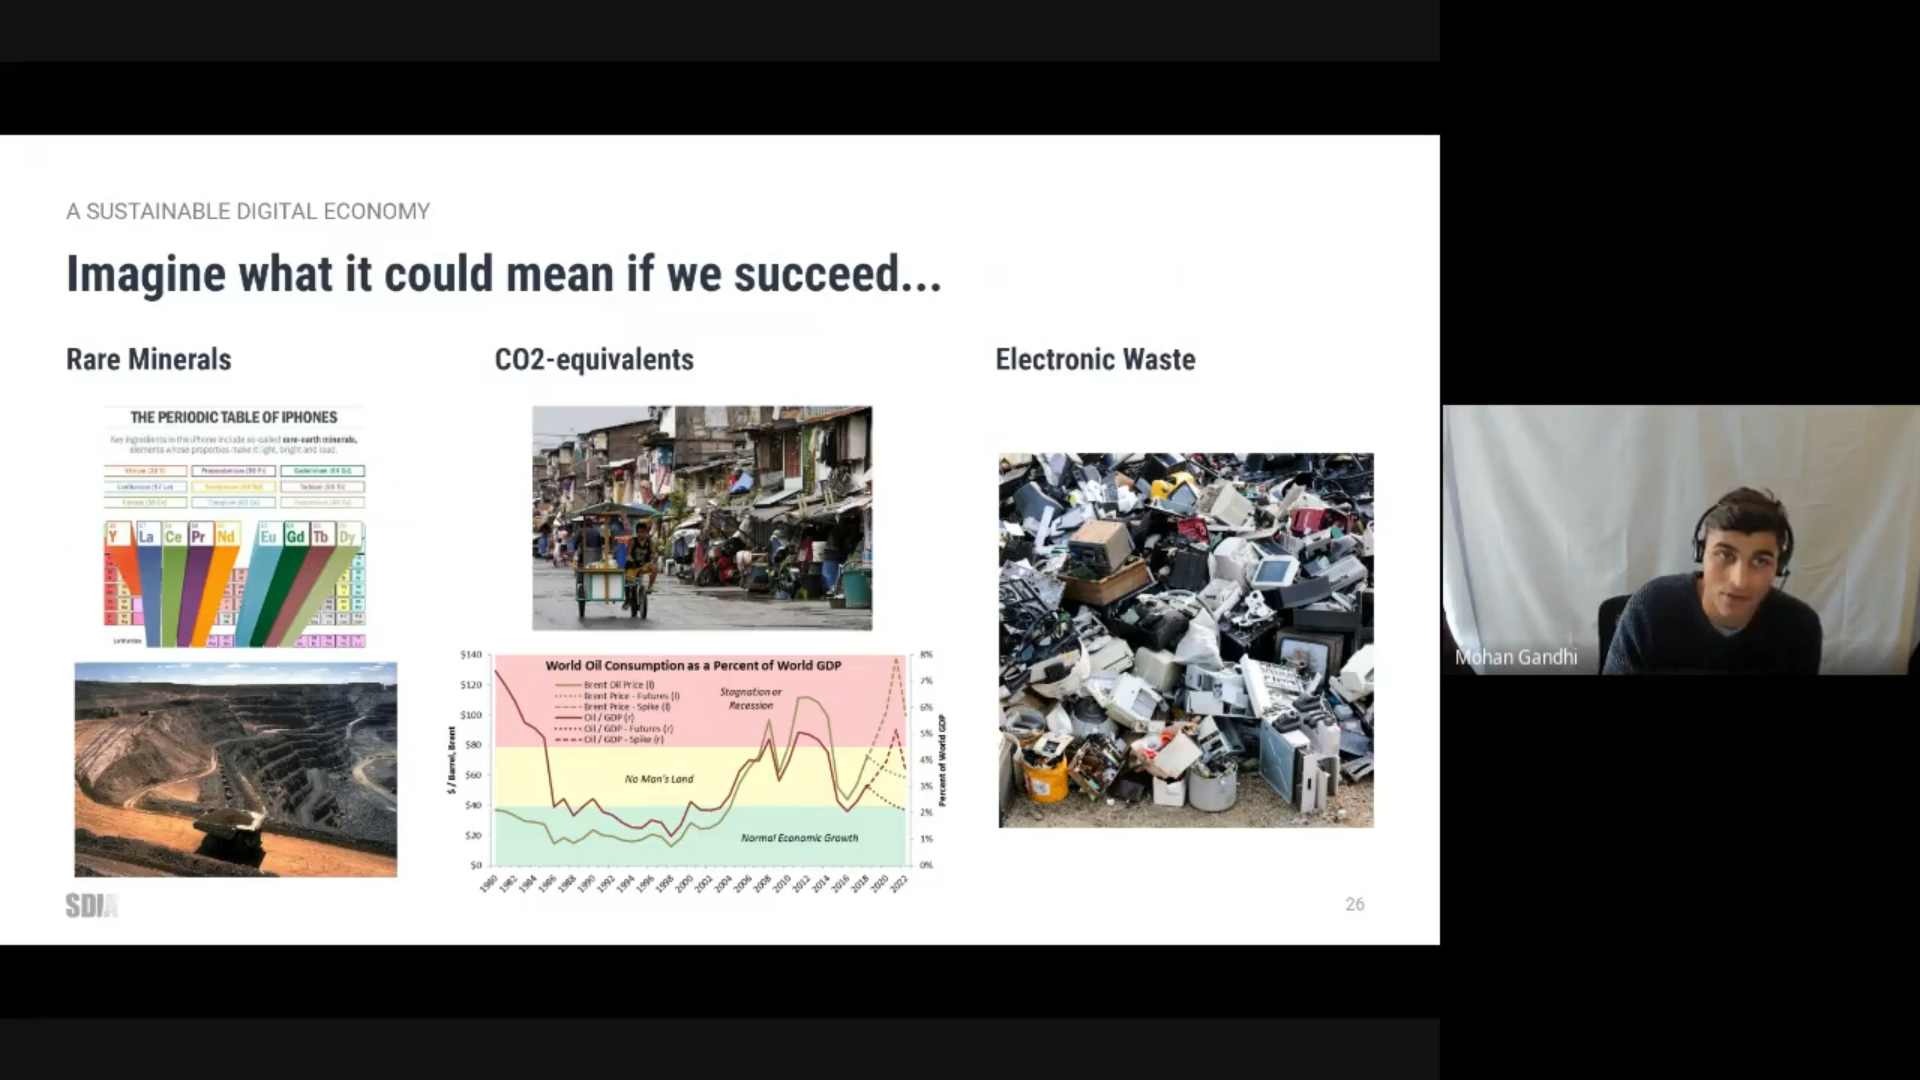 A SUSTAINABLE DIGITAL ECONOMY
Imagine what it could mean if we succeed...
Rare Minerals
CO2-equivalents
Electronic Waste
THE PERIODIC TABLE OF IPHONES
Key ingredients in the iPhone include so-called rare-earth minerals,
elements whose properties make it light, bright and loud.
Y La Ce Pr Nd Eu Gd Tb Dy
World Oil Consumption as a Percent of World GDP
Brent Oil Price (l)
Brent Price - Futures (l)
Brent Price - Spike (l)
Oil / GDP (r)
Oil / GDP - Futures (r)
Oil / GDP - Spike (r)
Stagnation or
Recession
No Man's Land
Normal Economic Growth
$ / Barrel, Brent
$140
$120
$100
$80
$60
$40
$20
$0
8%
7%
6%
5%
4%
3%
2%
1%
0%
Percent of World GDP
1980 1982 1984 1986 1988 1990 1992 1994 1996 1998 2000 2002 2004 2006 2008 2010 2012 2014 2016 2018 2020 2022
SDIA
26
Mohan Gandhi